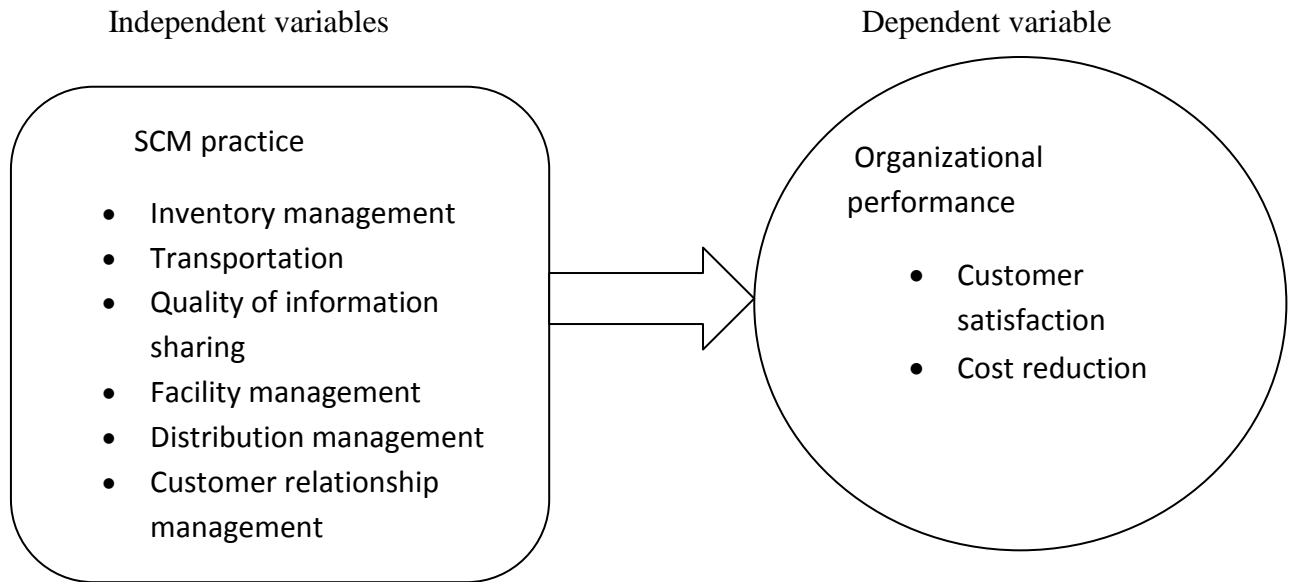 Independent variables
Dependent variable
SCM practice
• Inventory management
• Transportation
• Quality of information
sharing
• Facility management
• Distribution management
• Customer relationship
management
Organizational
performance
• Customer
satisfaction
• Cost reduction